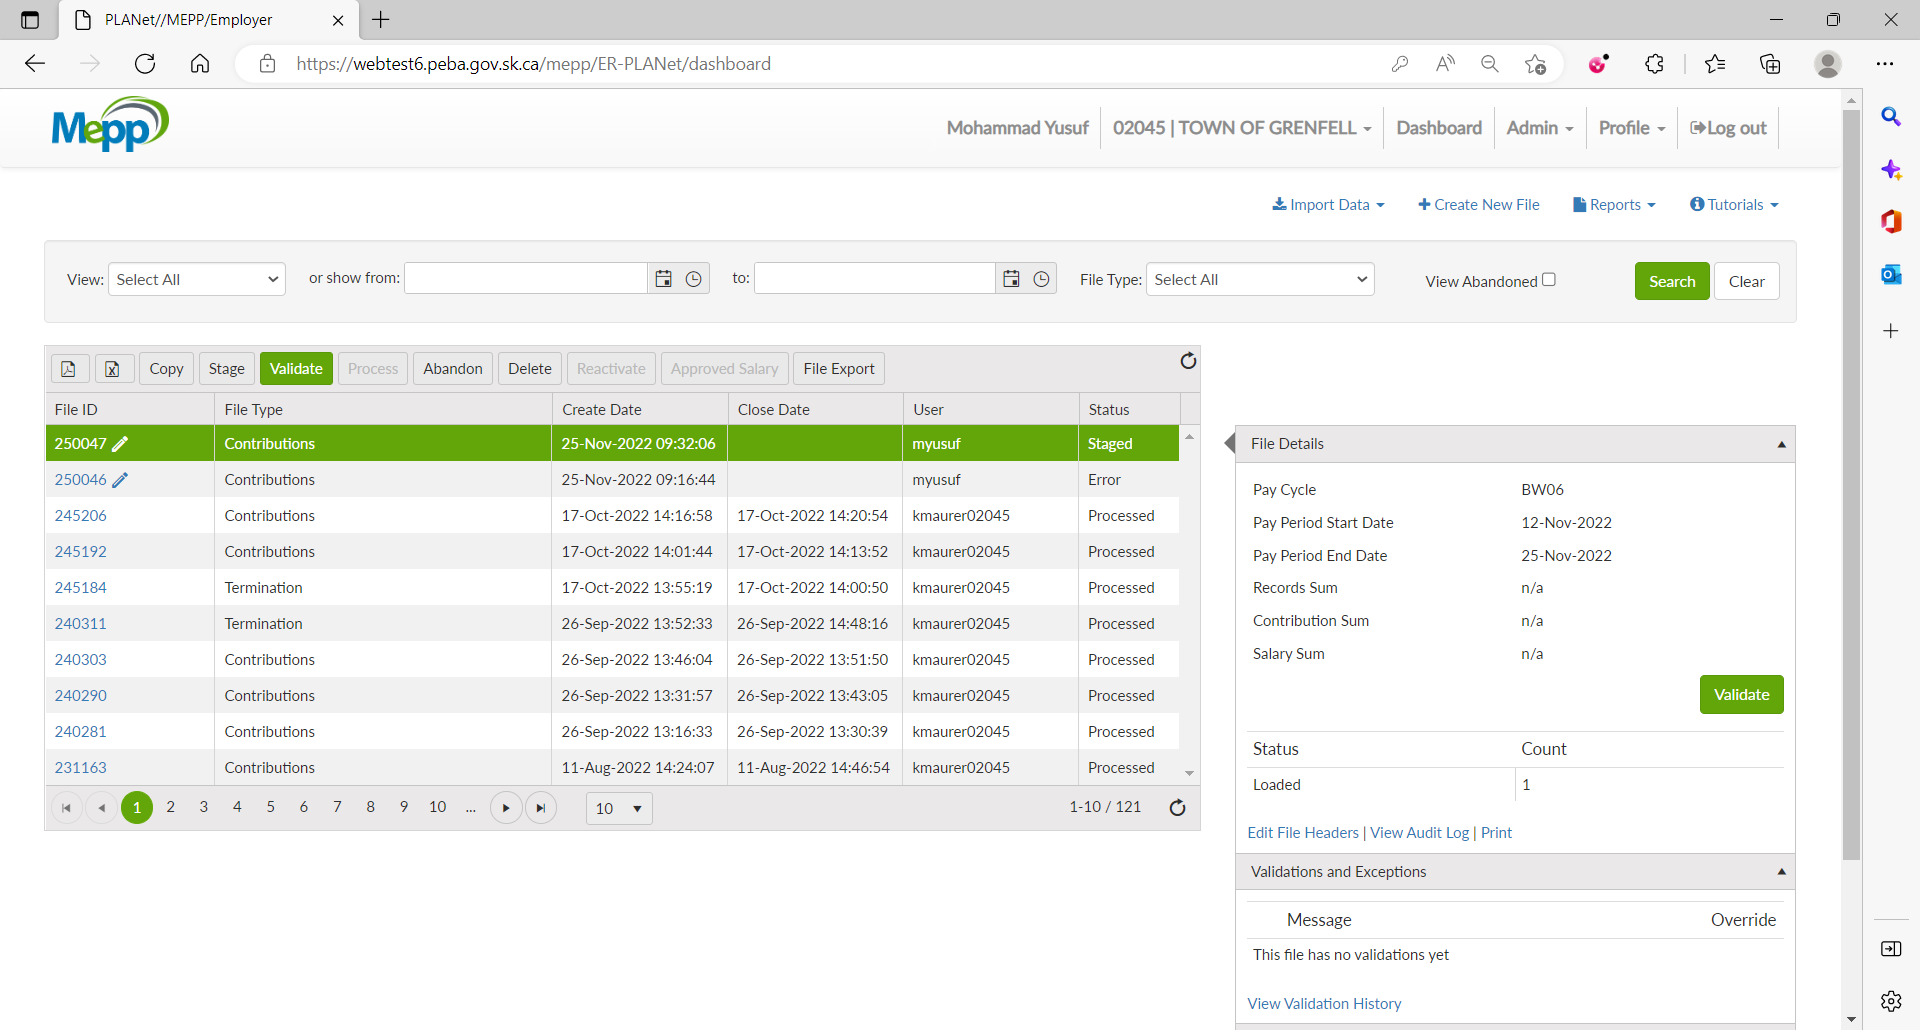 PLANet//MEPP/Employer
https://webtest6.peba.gov.sk.ca/mepp/ER-PLANet/dashboard
Mepp
Mohammad Yusuf
02045 | TOWN OF GRENFELL
Dashboard
Admin
Profile
Log out
Import Data
Create New File
Reports
Tutorials
View: Select All or show from: to: File Type: Select All View Abandoned Search Clear
Copy Stage Validate Process Abandon Delete Reactivate Approved Salary File Export
File ID File Type Create Date Close Date User Status
250047 Contributions 25-Nov-2022 09:32:06 myusuf Staged
250046 Contributions 25-Nov-2022 09:16:44 myusuf Error
245206 Contributions 17-Oct-2022 14:16:58 17-Oct-2022 14:20:54 kmaurer02045 Processed
245192 Contributions 17-Oct-2022 14:01:44 17-Oct-2022 14:13:52 kmaurer02045 Processed
245184 Termination 17-Oct-2022 13:55:19 17-Oct-2022 14:00:50 kmaurer02045 Processed
240311 Termination 26-Sep-2022 13:52:33 26-Sep-2022 14:48:16 kmaurer02045 Processed
240303 Contributions 26-Sep-2022 13:46:04 26-Sep-2022 13:51:50 kmaurer02045 Processed
240290 Contributions 26-Sep-2022 13:31:57 26-Sep-2022 13:43:05 kmaurer02045 Processed
240281 Contributions 26-Sep-2022 13:16:33 26-Sep-2022 13:30:39 kmaurer02045 Processed
231163 Contributions 11-Aug-2022 14:24:07 11-Aug-2022 14:46:54 kmaurer02045 Processed
1 2 3 4 5 6 7 8 9 10 ... 10 1-10 / 121
File Details
Pay Cycle BW06
Pay Period Start Date 12-Nov-2022
Pay Period End Date 25-Nov-2022
Records Sum n/a
Contribution Sum n/a
Salary Sum n/a
Validate
Status Count
Loaded 1
Edit File Headers | View Audit Log | Print
Validations and Exceptions
Message Override
This file has no validations yet
View Validation History